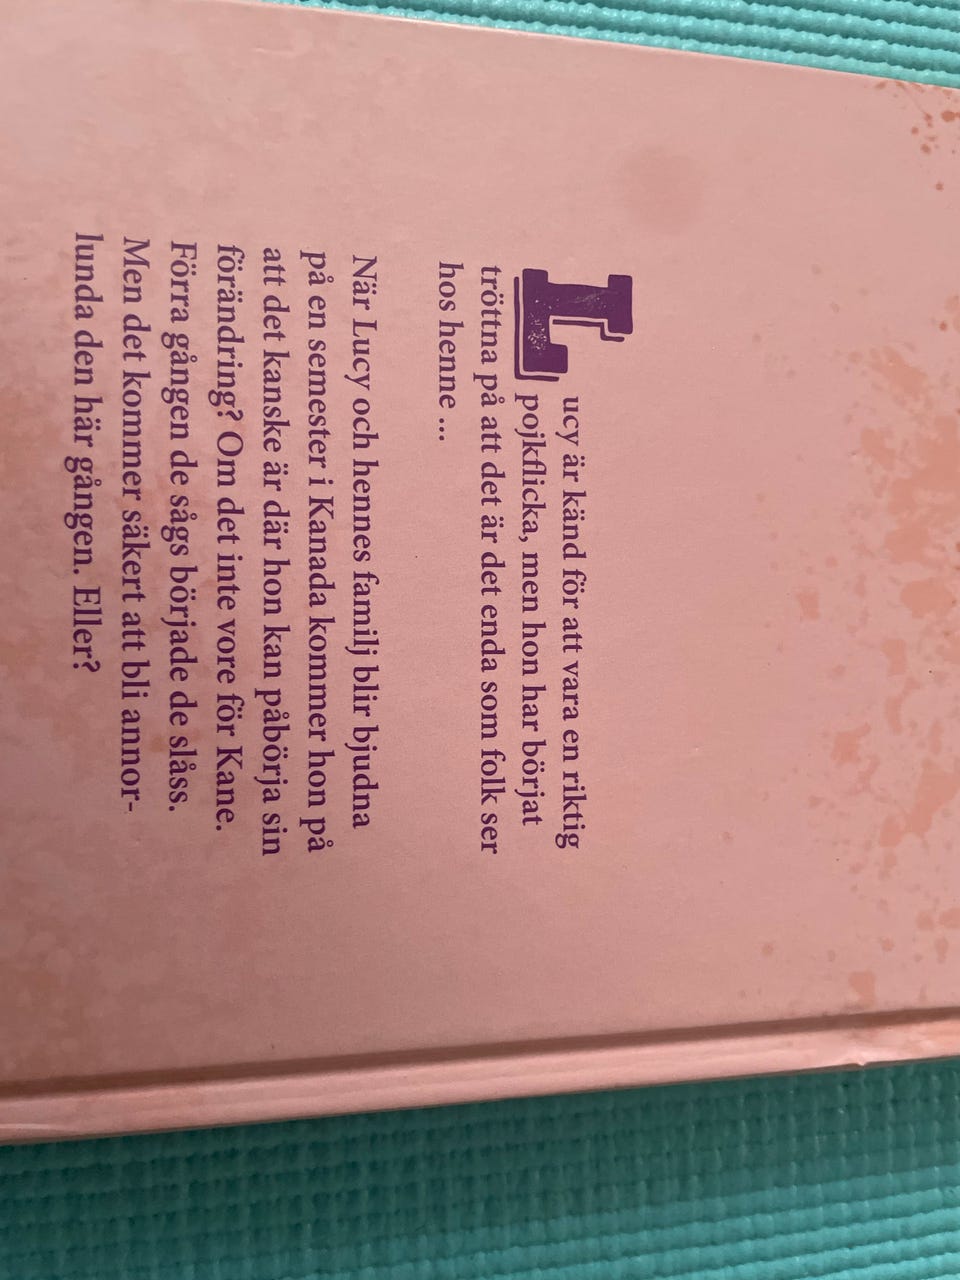 Lucy är känd för att vara en riktig
pojkflicka, men hon har börjat
tröttna på att det är det enda som folk ser
hos henne ...
När Lucy och hennes familj blir bjudna
på en semester i Kanada kommer hon på
att det kanske är där hon kan påbörja sin
förändring? Om det inte vore för Kane.
Förra gången de sågs började de slåss.
Men det kommer säkert att bli annor-
lunda den här gången. Eller?